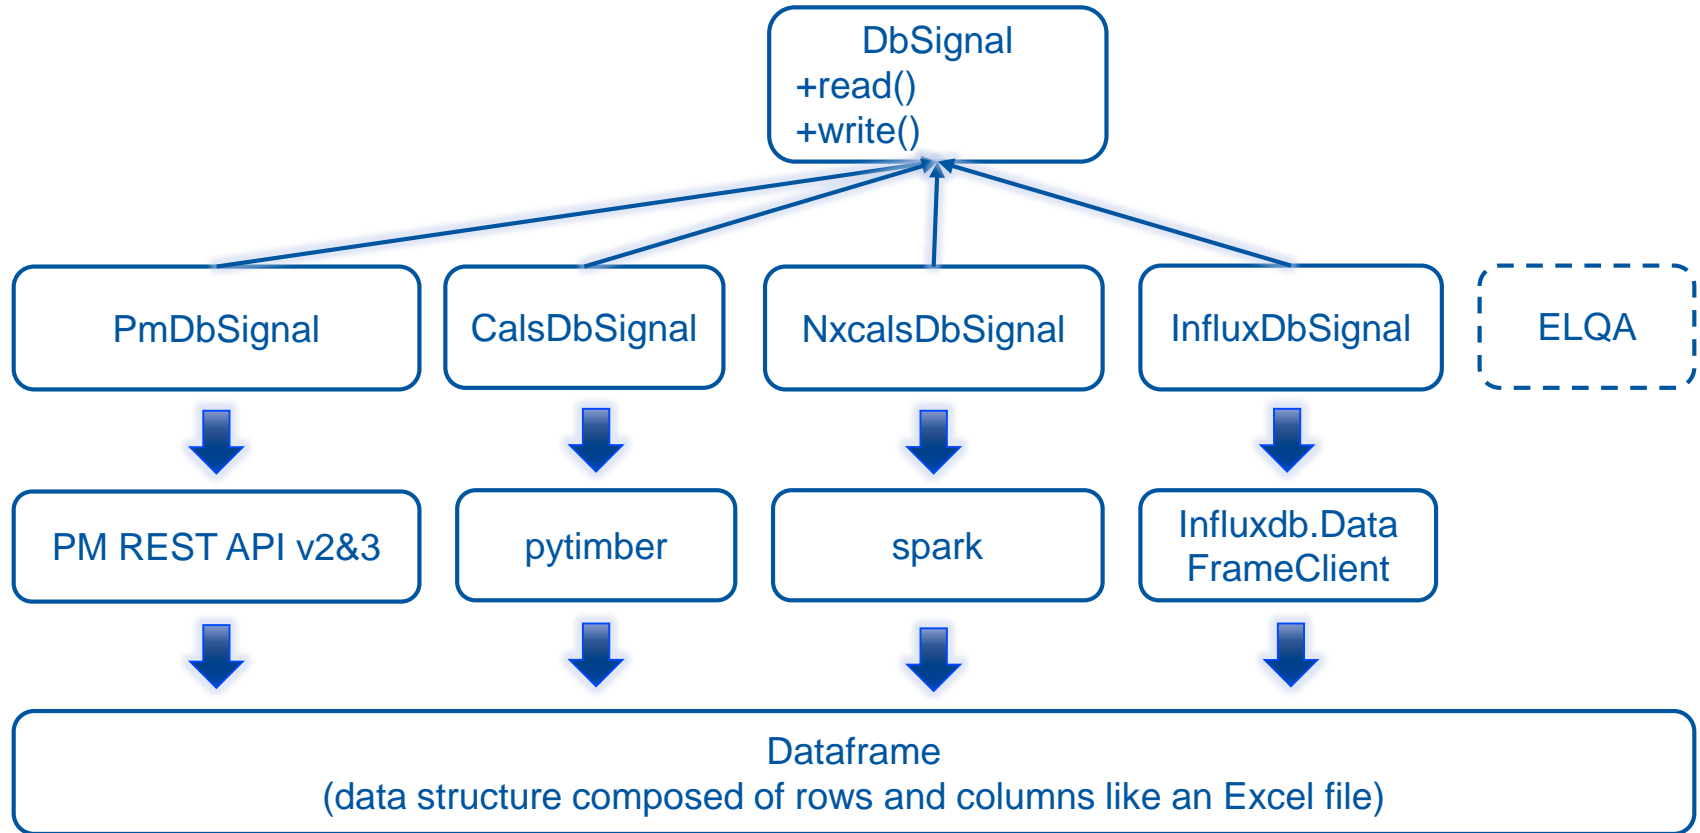 DbSignal
+read()
+write()
PmDbSignal
CalsDbSignal
NxcalsDbSignal
InfluxDbSignal
ELQA
PM REST API v2&3
pytimber
spark
Influxdb.Data
FrameClient
Dataframe
(data structure composed of rows and columns like an Excel file)